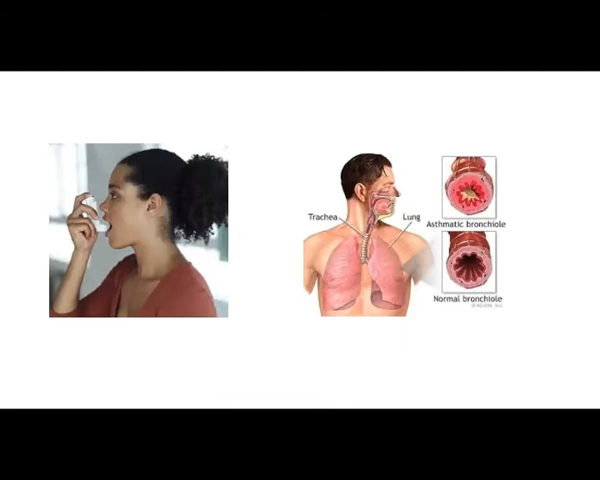 Trachea
Lung
Asthmatic bronchiole
Normal bronchiole